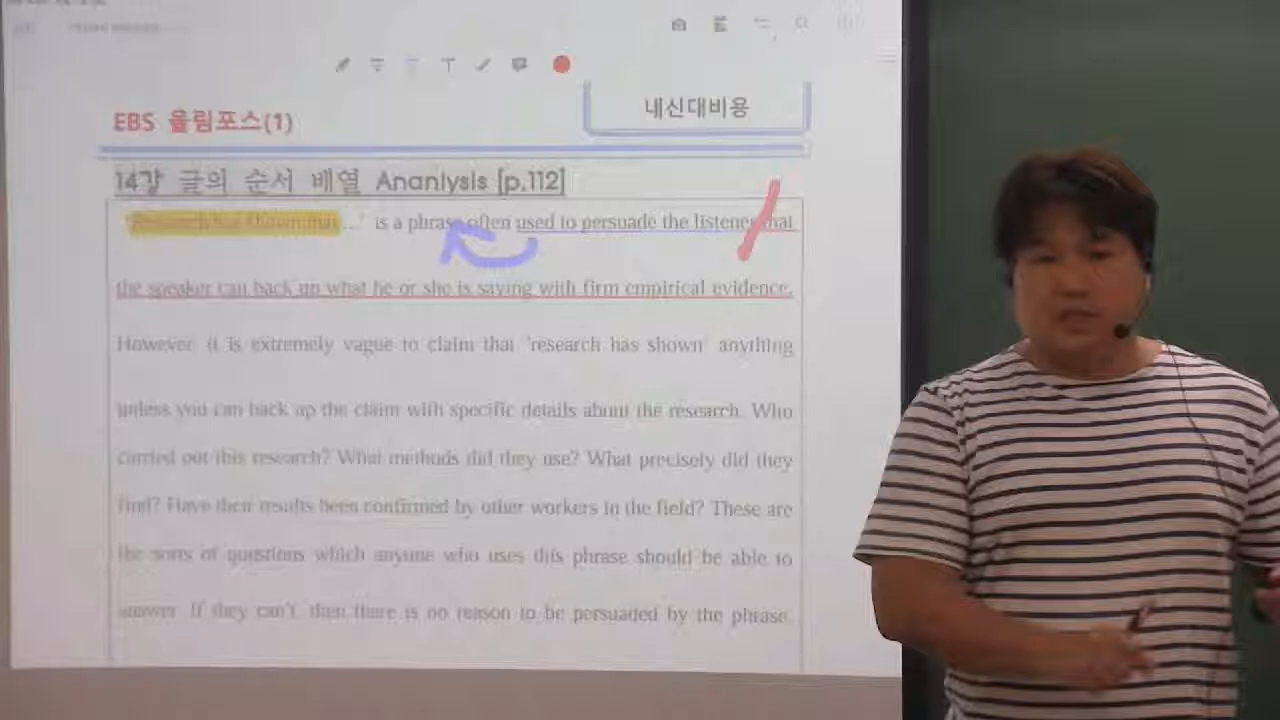 EBS 올림포스(1)
내신대비용
14강 글의 순서 배열 Ananlysis [p.112]
"Research has shown that ..." is a phrase often used to persuade the listener that
the speaker can back up what he or she is saying with firm empirical evidence.
However it is extremely vague to claim that 'research has shown' anything
unless you can back up the claim with specific details about the research. Who
carried out this research? What methods did they use? What precisely did they
find? Have their results been confirmed by other workers in the field? These are
the sorts of questions which anyone who uses this phrase should be able to
answer. If they can't, then there is no reason to be persuaded by the phrase.